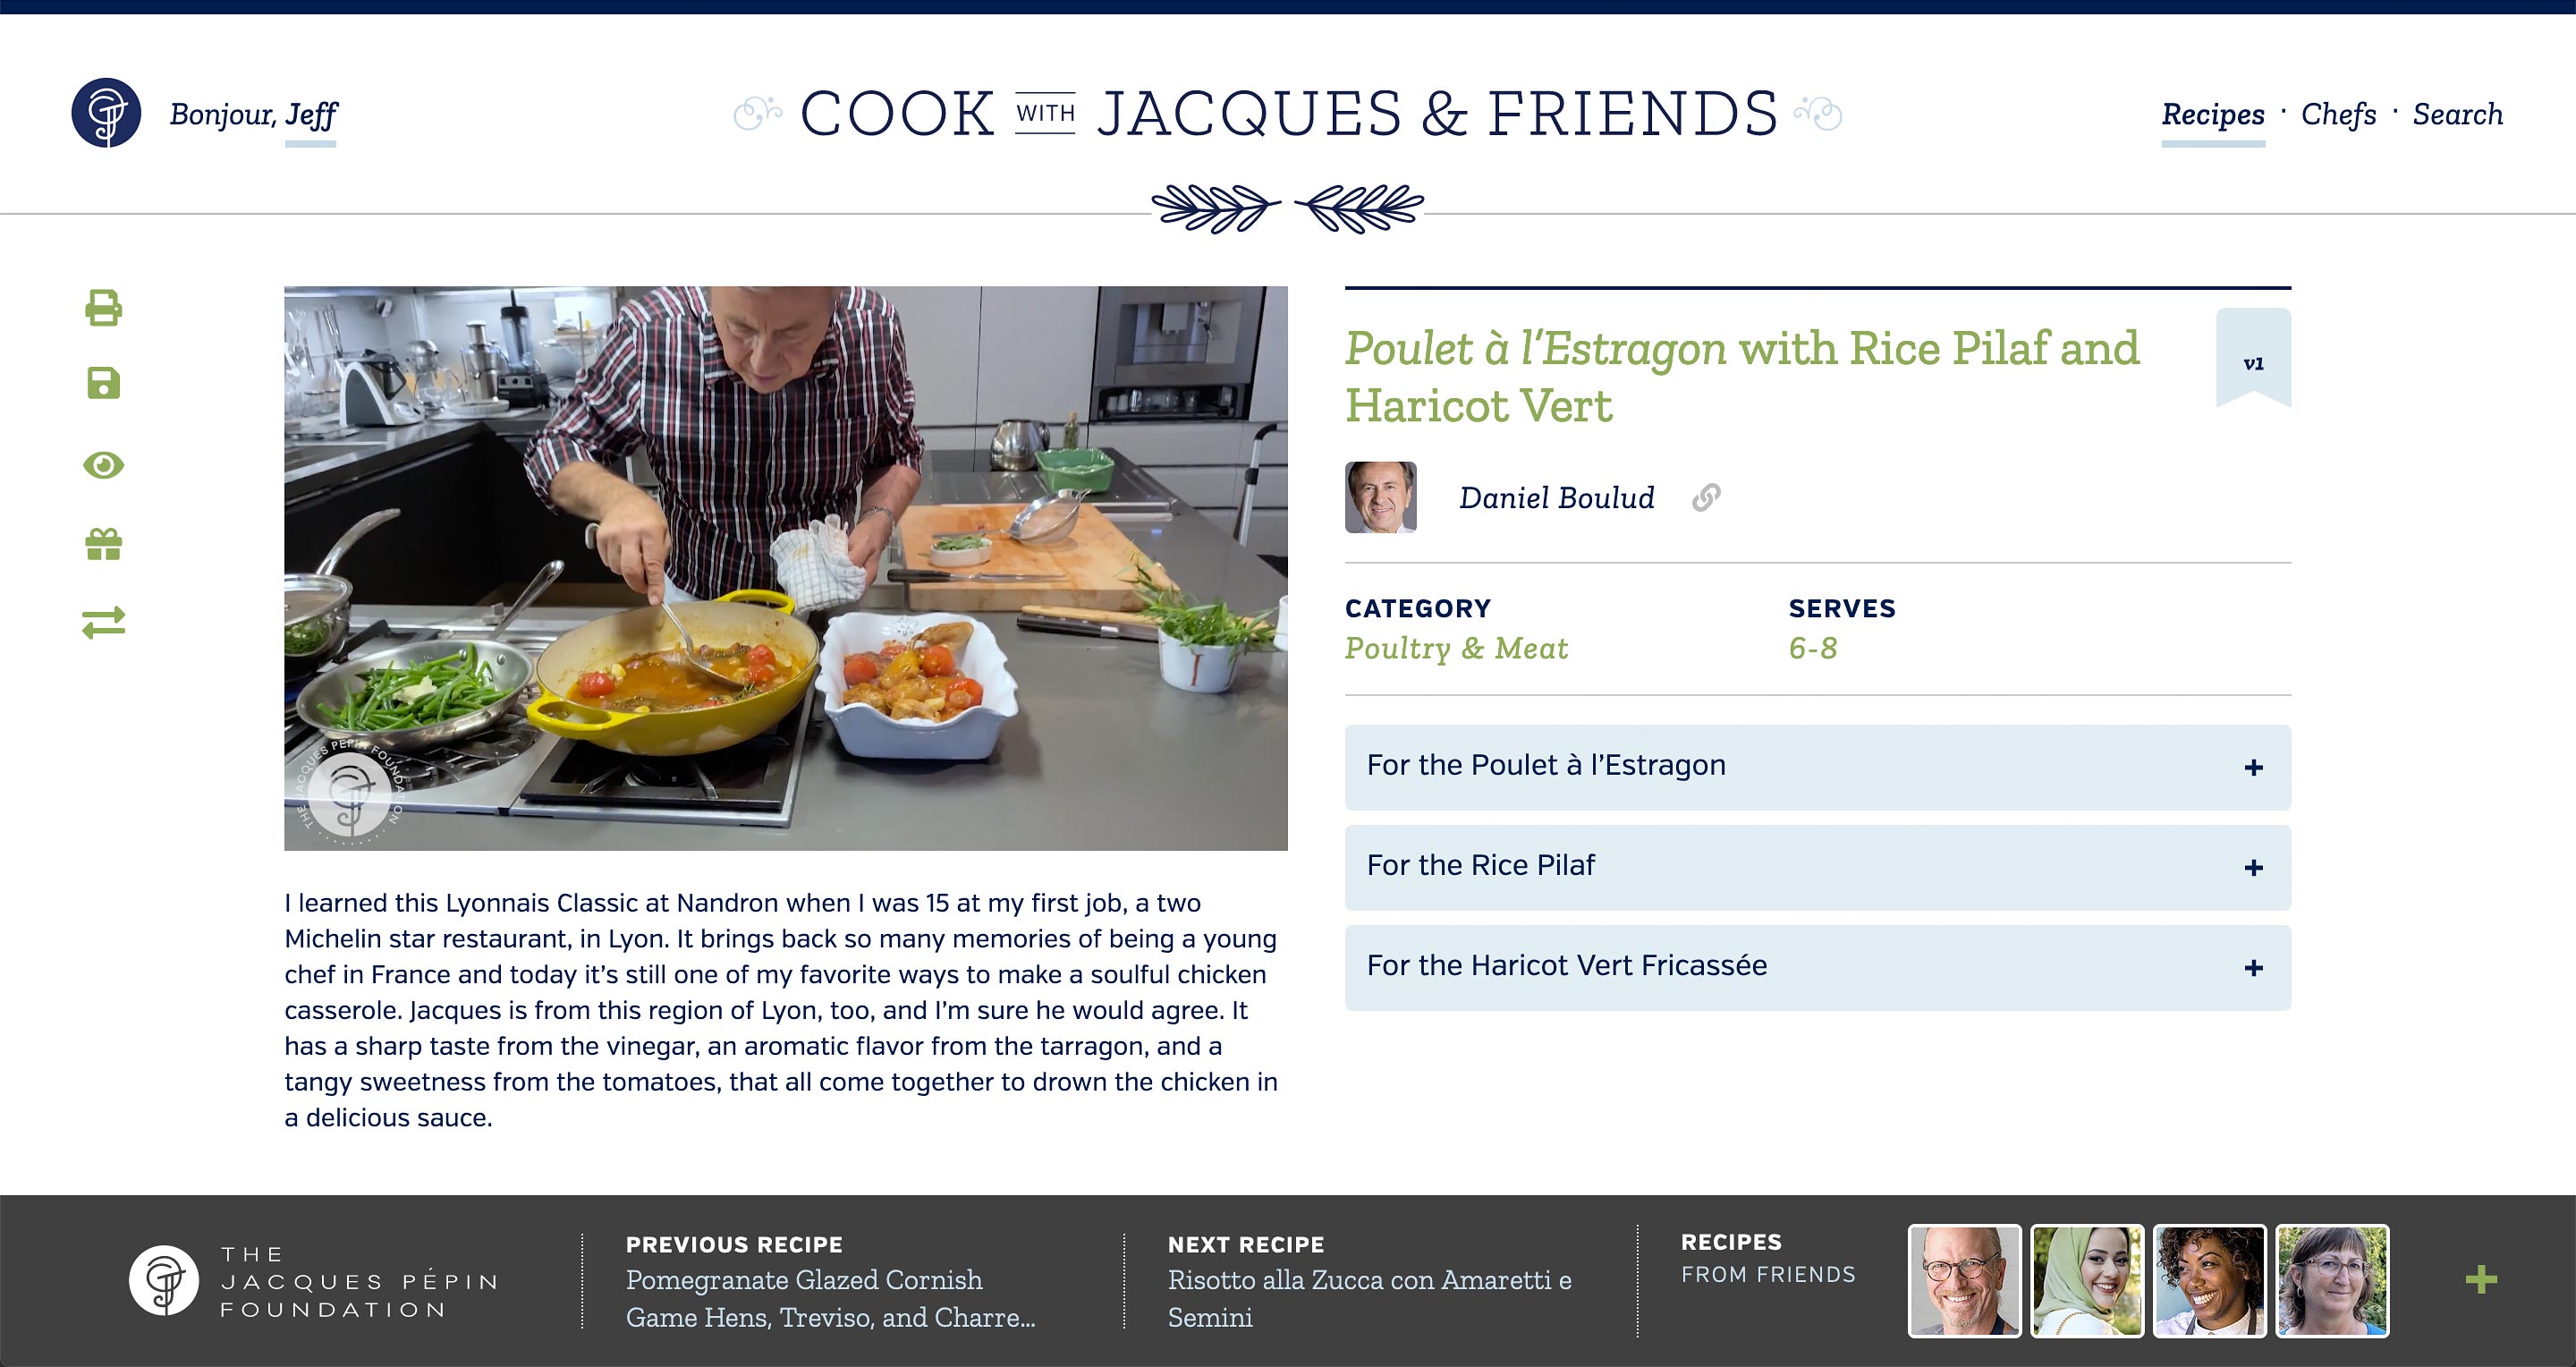 Bonjour, Jeff
COOK WITH JACQUES & FRIENDS
Recipes · Chefs · Search
Poulet à l’Estragon with Rice Pilaf and
Haricot Vert
v1
Daniel Boulud
CATEGORY
Poultry & Meat
SERVES
6-8
For the Poulet à l’Estragon +
For the Rice Pilaf +
For the Haricot Vert Fricassée +
THE JACQUES PÉPIN FOUNDATION
I learned this Lyonnais Classic at Nandron when I was 15 at my first job, a two
Michelin star restaurant, in Lyon. It brings back so many memories of being a young
chef in France and today it’s still one of my favorite ways to make a soulful chicken
casserole. Jacques is from this region of Lyon, too, and I’m sure he would agree. It
has a sharp taste from the vinegar, an aromatic flavor from the tarragon, and a
tangy sweetness from the tomatoes, that all come together to drown the chicken in
a delicious sauce.
THE
JACQUES PÉPIN
FOUNDATION
PREVIOUS RECIPE
Pomegranate Glazed Cornish
Game Hens, Treviso, and Charre...
NEXT RECIPE
Risotto alla Zucca con Amaretti e
Semini
RECIPES
FROM FRIENDS
+